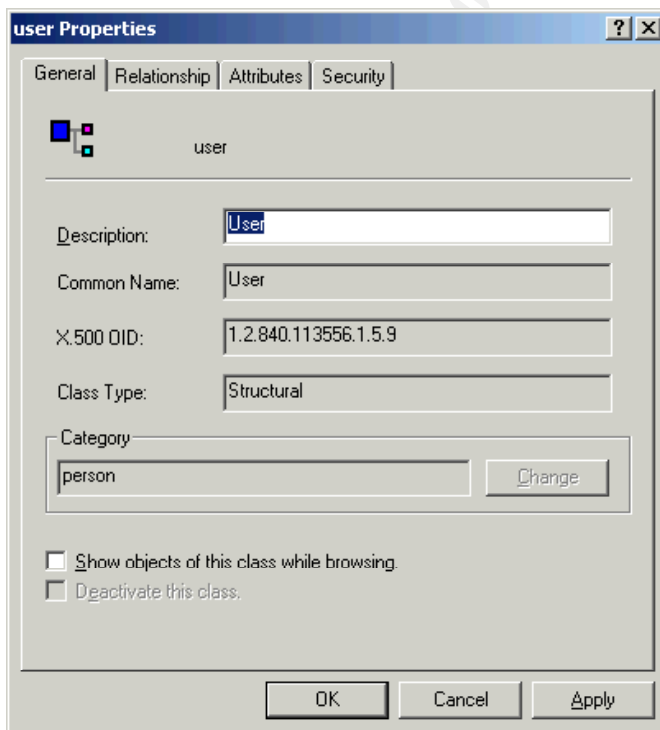 user Properties
General Relationship Attributes Security
user
Description: User
Common Name: User
X.500 OID: 1.2.840.113556.1.5.9
Class Type: Structural
Category
person Change
Show objects of this class while browsing.
Deactivate this class.
OK Cancel Apply